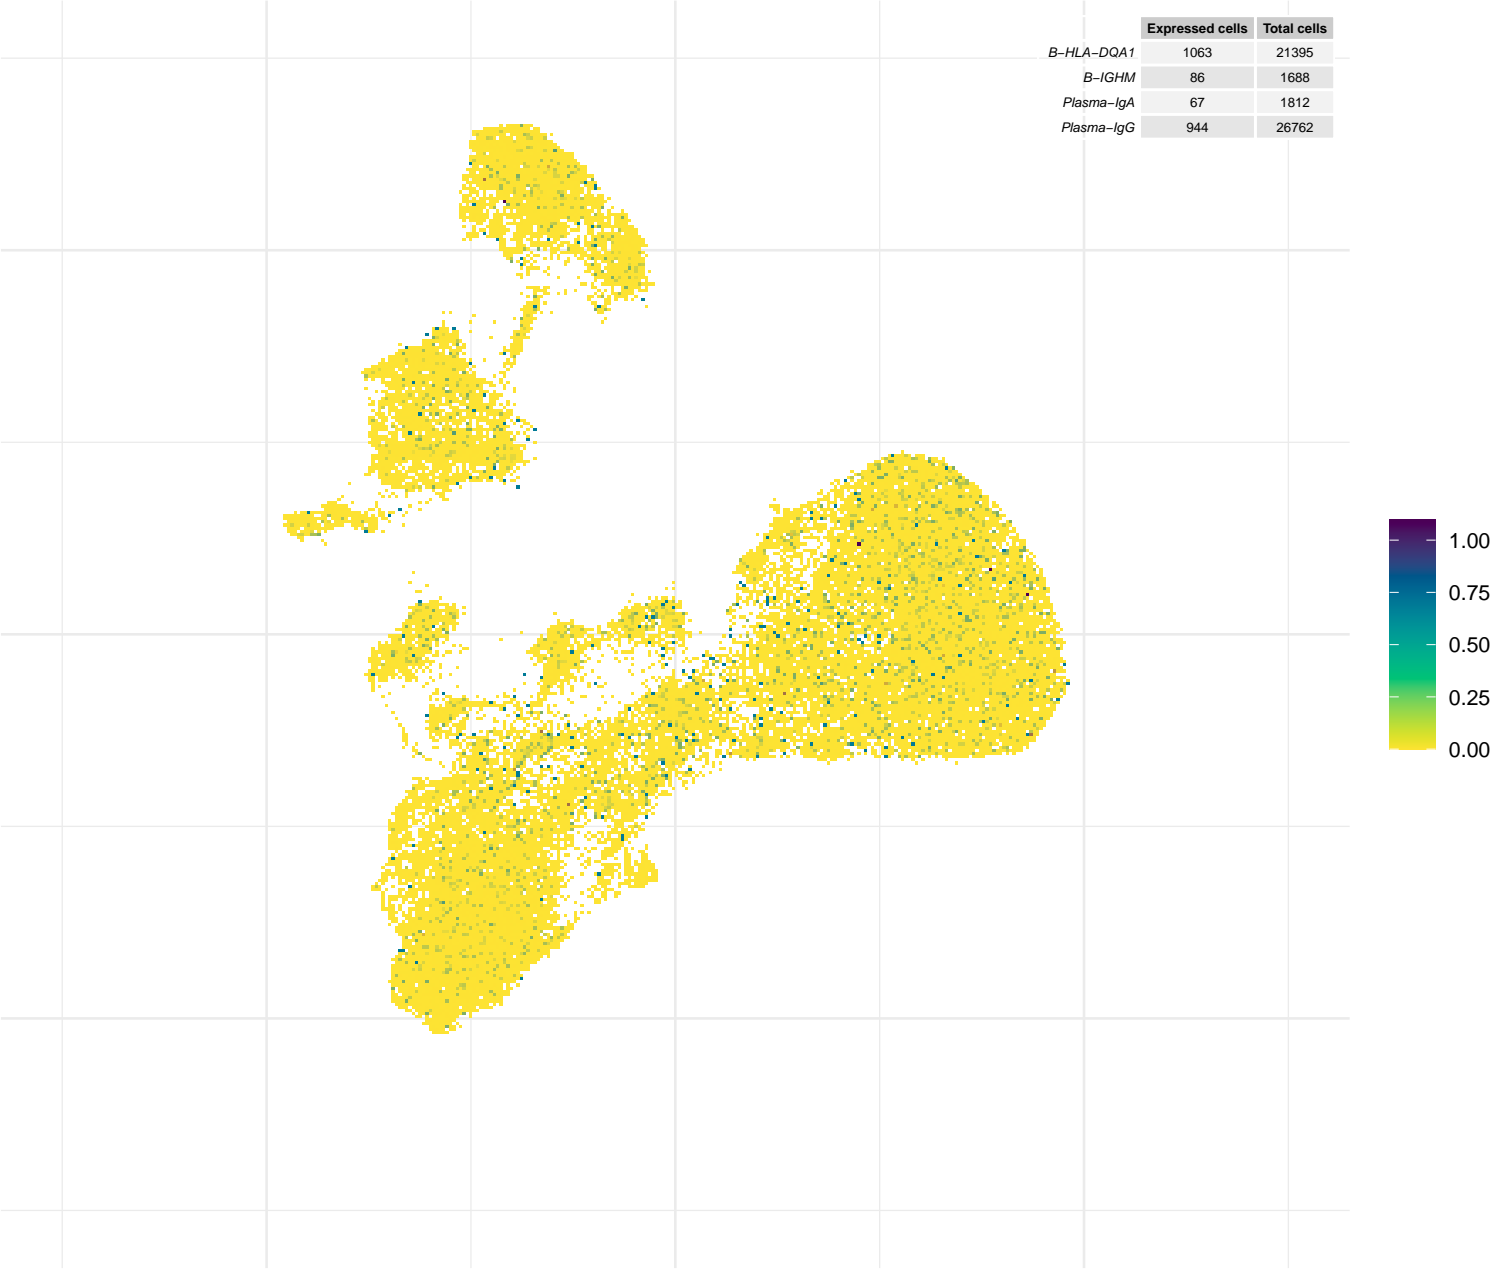 Expressed cells Total cells
B−HLA−DQA1 1063 21395
B−IGHM 86 1688
Plasma−IgA 67 1812
Plasma−IgG 944 26762
1.00
0.75
0.50
0.25
0.00